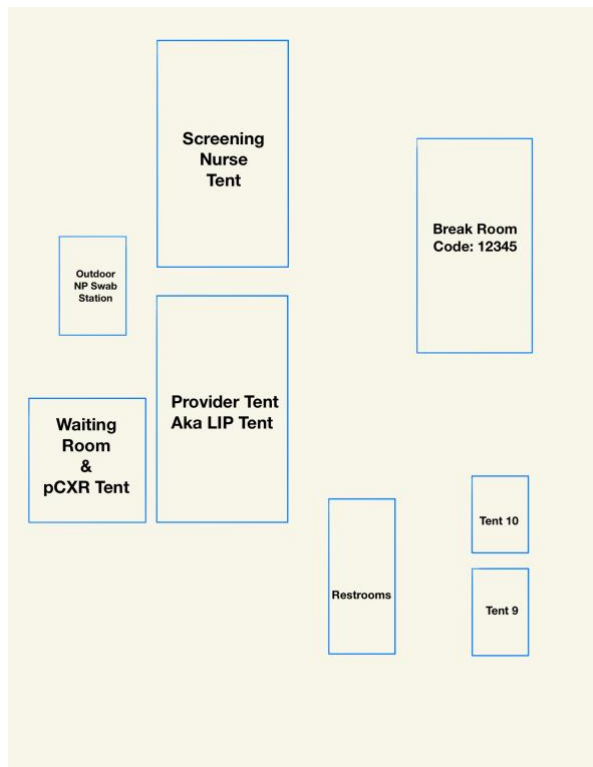 Screening
Nurse
Tent
Break Room
Code: 12345
Outdoor
NP Swab
Station
Provider Tent
Aka LIP Tent
Waiting
Room
&
pCXR Tent
Tent 10
Restrooms
Tent 9